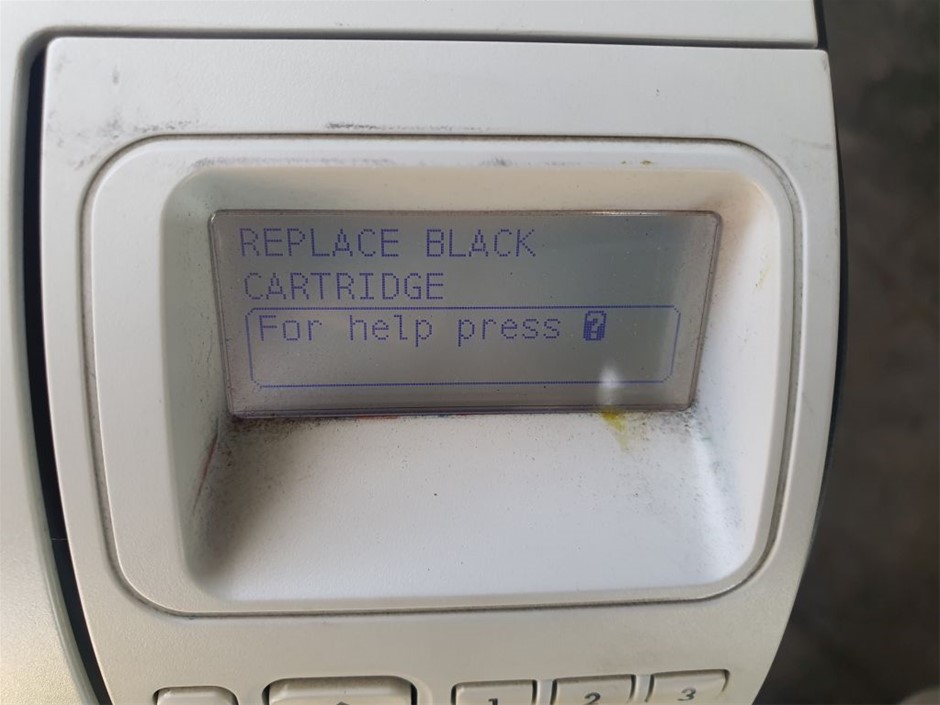 REPLACE BLACK
CARTRIDGE
For help press ?
1 2 3